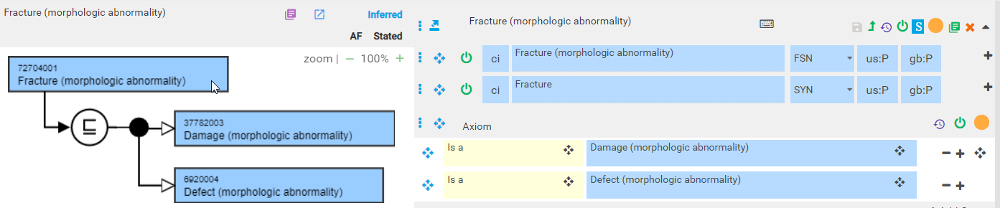 Fracture (morphologic abnormality)
Inferred
AF Stated
zoom | − 100% +
72704001
Fracture (morphologic abnormality)
⊑
37782003
Damage (morphologic abnormality)
6920004
Defect (morphologic abnormality)
Fracture (morphologic abnormality)
S
ci Fracture (morphologic abnormality) FSN us:P gb:P +
ci Fracture SYN us:P gb:P +
Axiom
Is a Damage (morphologic abnormality) − +
Is a Defect (morphologic abnormality) − +